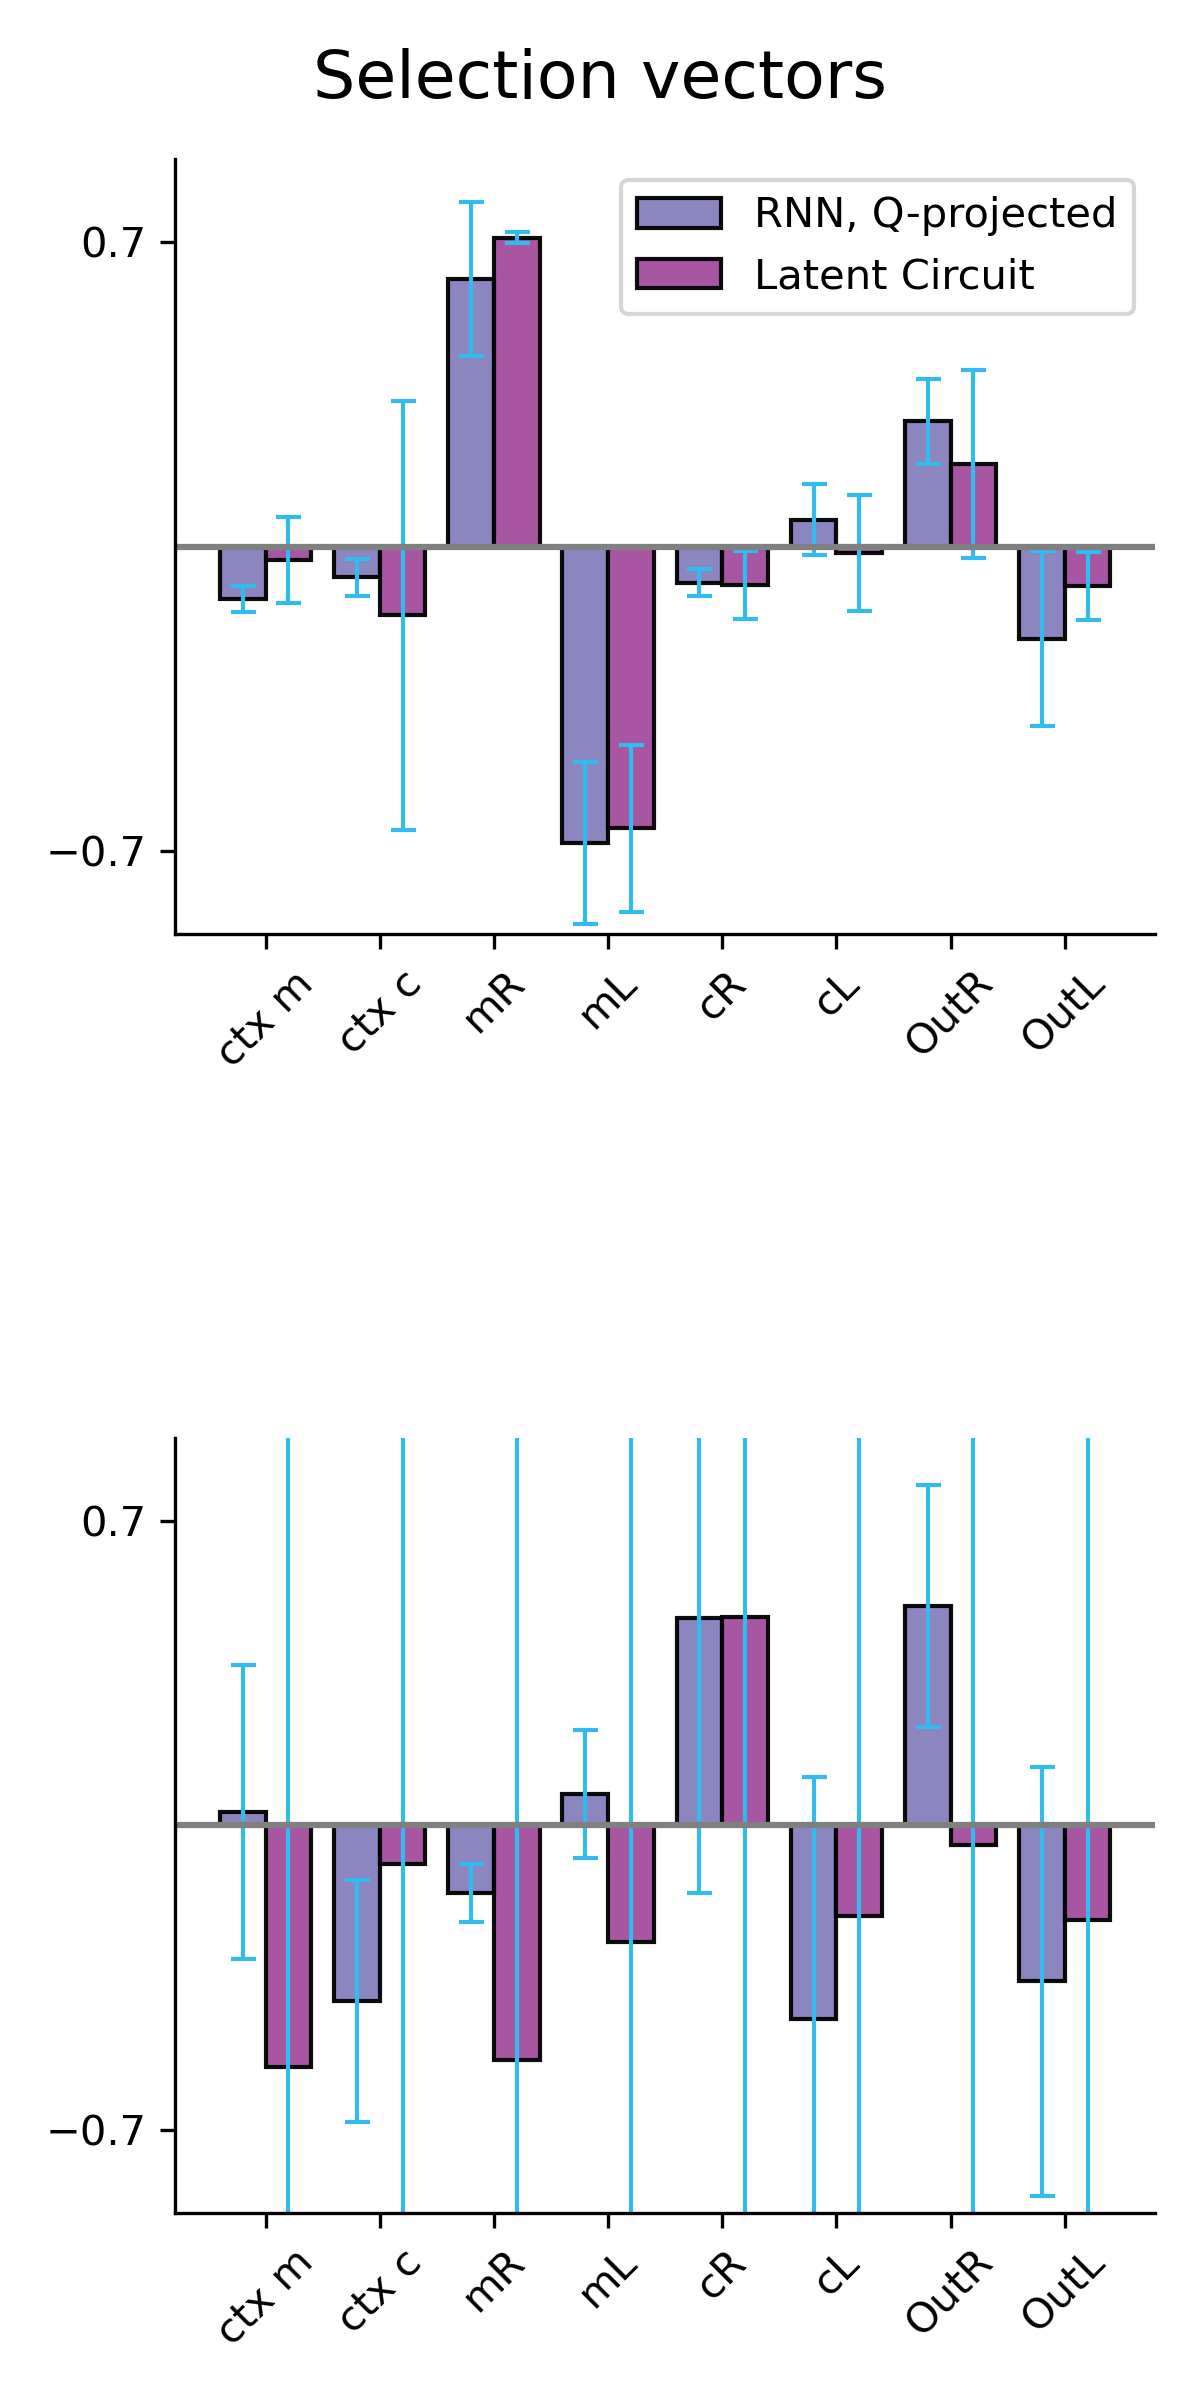 Selection vectors
0.7
−0.7
RNN, Q-projected
Latent Circuit
ctx m
ctx c
mR
mL
cR
cL
OutR
OutL
0.7
−0.7
ctx m
ctx c
mR
mL
cR
cL
OutR
OutL